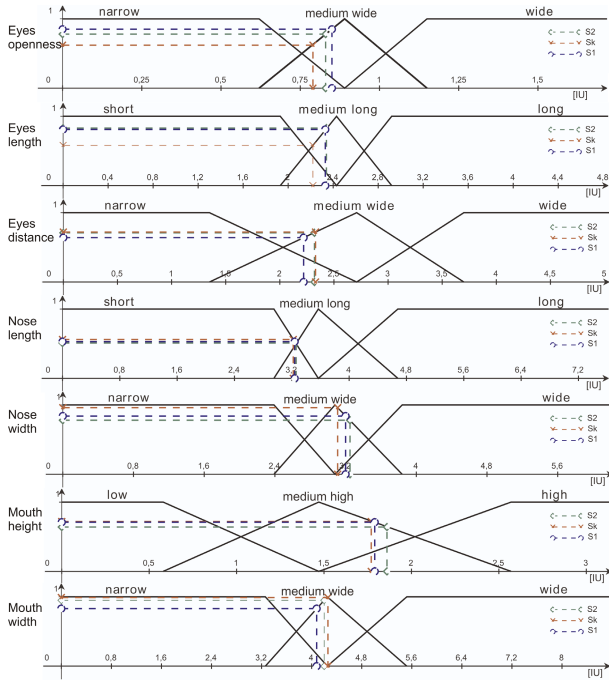 1 narrow medium wide wide
Eyes
openness
S2
Sk
S1
0 0,25 0,5 0,75 1 1,25 1,5
[IU]
1 short medium long long
Eyes
length
S2
Sk
S1
0 0,4 0,8 1,2 1,6 2 2,4 2,8 3,2 3,6 4 4,4 4,8
[IU]
1 narrow medium wide wide
Eyes
distance
S2
Sk
S1
0 0,5 1 1,5 2 2,5 3 3,5 4 4,5 5
[IU]
1 short medium long long
Nose
length
S2
Sk
S1
0 0,8 1,6 2,4 3,2 4 4,8 5,6 6,4 7,2
[IU]
1 narrow medium wide wide
Nose
width
S2
Sk
S1
0 0,8 1,6 2,4 3,2 4 4,8 5,6
[IU]
1 low medium high high
Mouth
height
S2
Sk
S1
0 0,5 1 1,5 2 2,5 3
[IU]
1 narrow medium wide wide
Mouth
width
S2
Sk
S1
0 0,8 1,6 2,4 3,2 4 4,8 5,6 6,4 7,2 8
[IU]